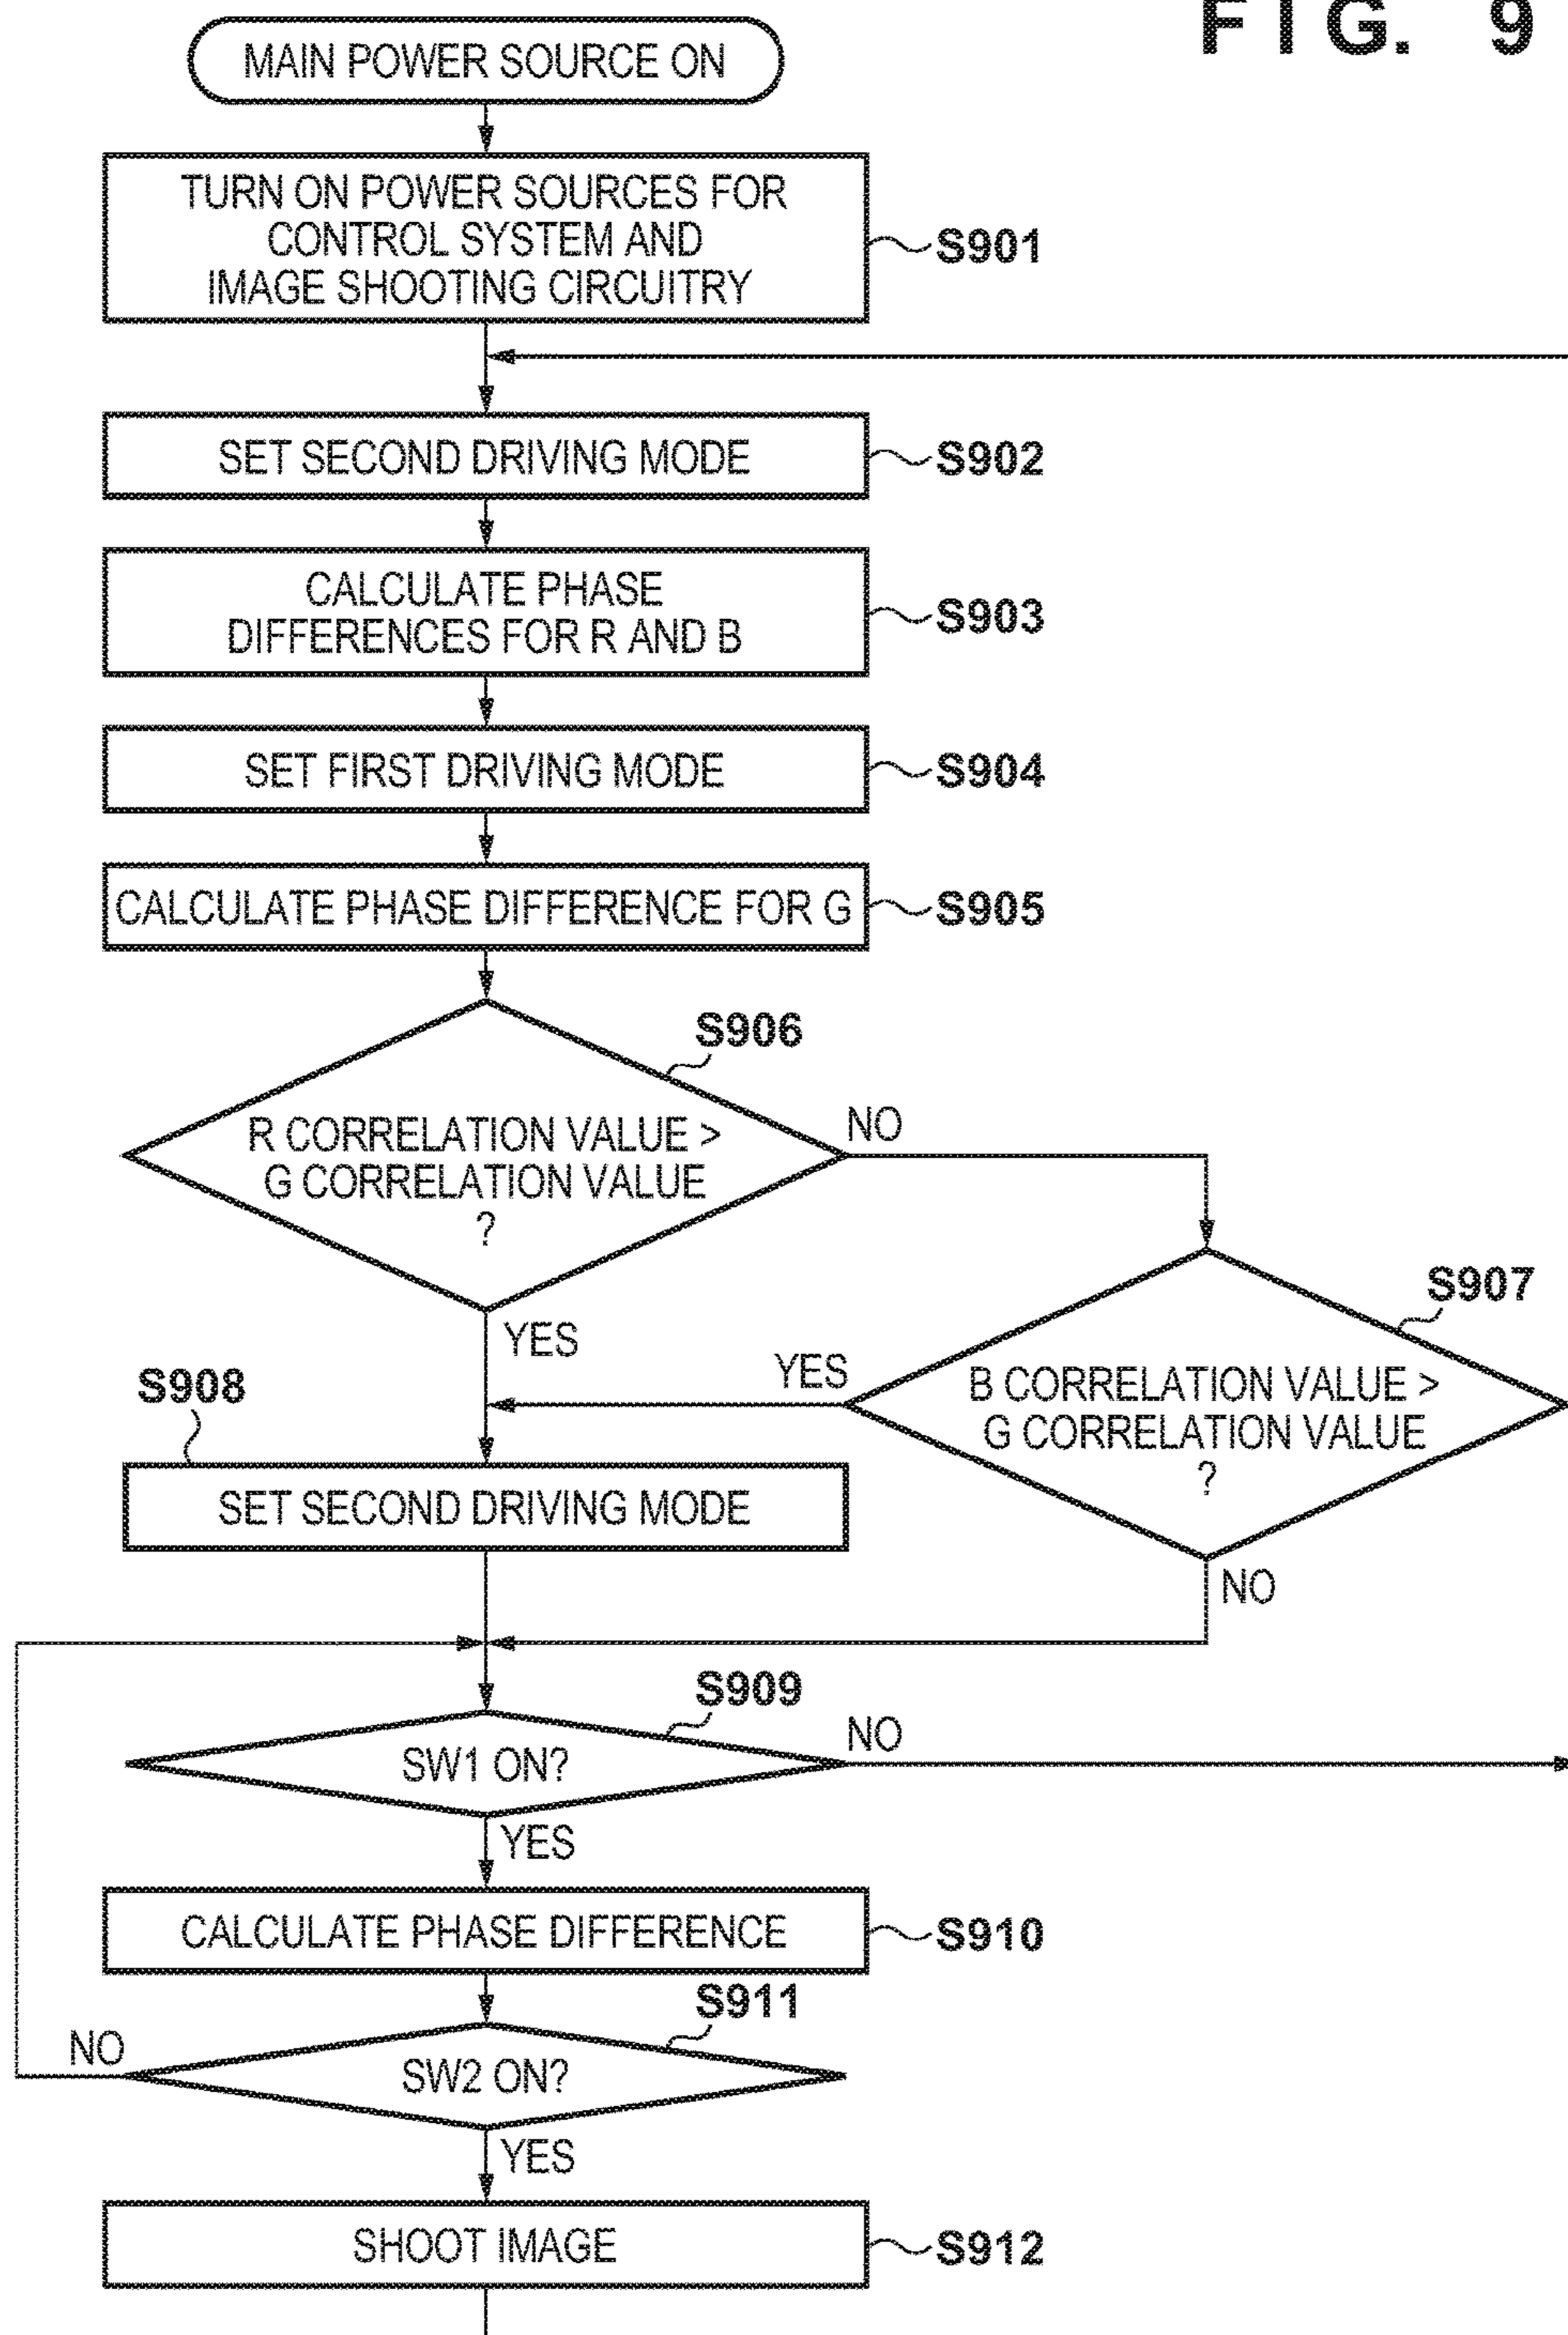 FIG. 9
MAIN POWER SOURCE ON
TURN ON POWER SOURCES FOR
CONTROL SYSTEM AND
IMAGE SHOOTING CIRCUITRY
S901
SET SECOND DRIVING MODE
S902
CALCULATE PHASE
DIFFERENCES FOR R AND B
S903
SET FIRST DRIVING MODE
S904
CALCULATE PHASE DIFFERENCE FOR G
S905
S906
R CORRELATION VALUE >
G CORRELATION VALUE
?
NO
YES
S907
B CORRELATION VALUE >
G CORRELATION VALUE
?
YES
NO
S908
SET SECOND DRIVING MODE
S909
SW1 ON?
NO
YES
CALCULATE PHASE DIFFERENCE
S910
S911
SW2 ON?
NO
YES
SHOOT IMAGE
S912